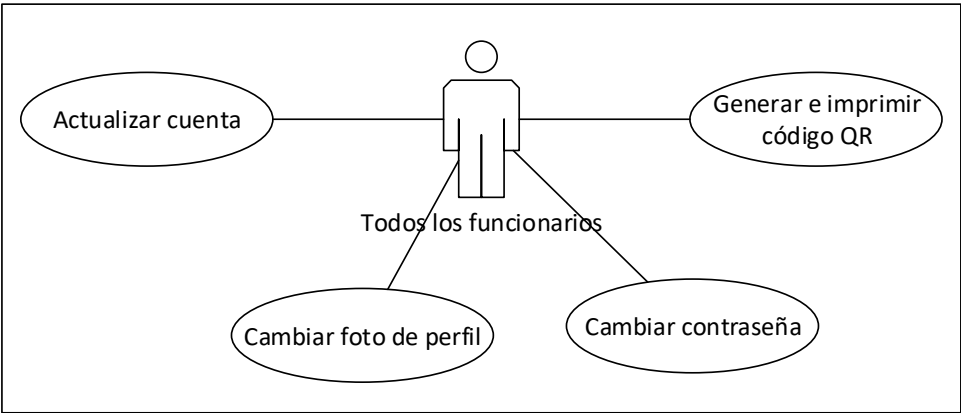 Actualizar cuenta
Generar e imprimir
código QR
Todos los funcionarios
Cambiar foto de perfil
Cambiar contraseña